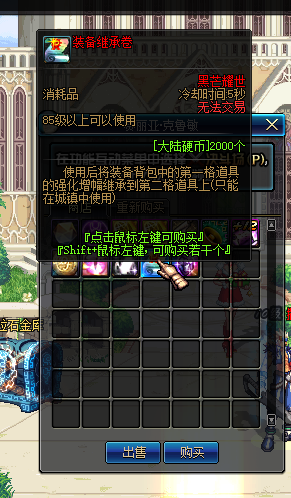 装备继承卷
黑芒耀世
消耗品
冷却时间:5秒
无法交易
85级以上可以使用
[大陆硬币]2000个
使用后将装备背包中的第一格道具
的强化增幅继承到第二格道具上(只能
在城镇中使用)
『点击鼠标左键可购买』
『Shift+鼠标左键, 可购买若干个』
出售
购买